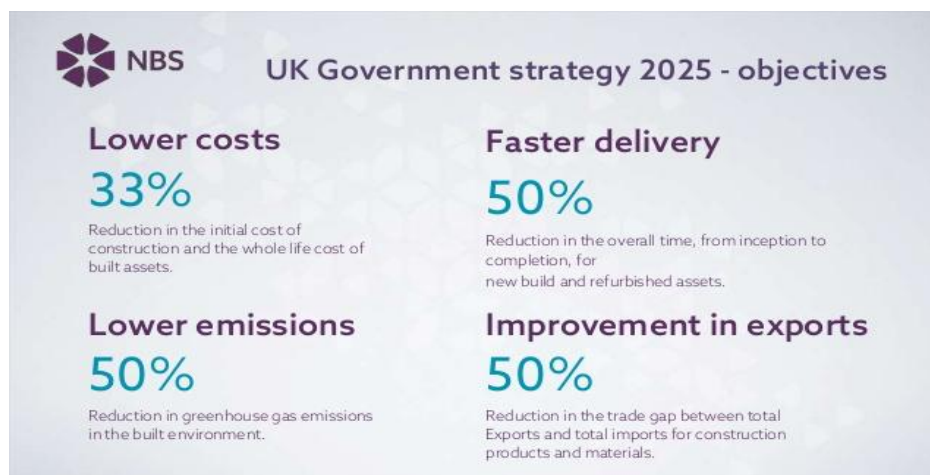 NBS
UK Government strategy 2025 - objectives
Lower costs
33%
Reduction in the initial cost of
construction and the whole life cost of
built assets.
Faster delivery
50%
Reduction in the overall time, from inception to
completion, for
new build and refurbished assets.
Lower emissions
50%
Reduction in greenhouse gas emissions
in the built environment.
Improvement in exports
50%
Reduction in the trade gap between total
Exports and total imports for construction
products and materials.